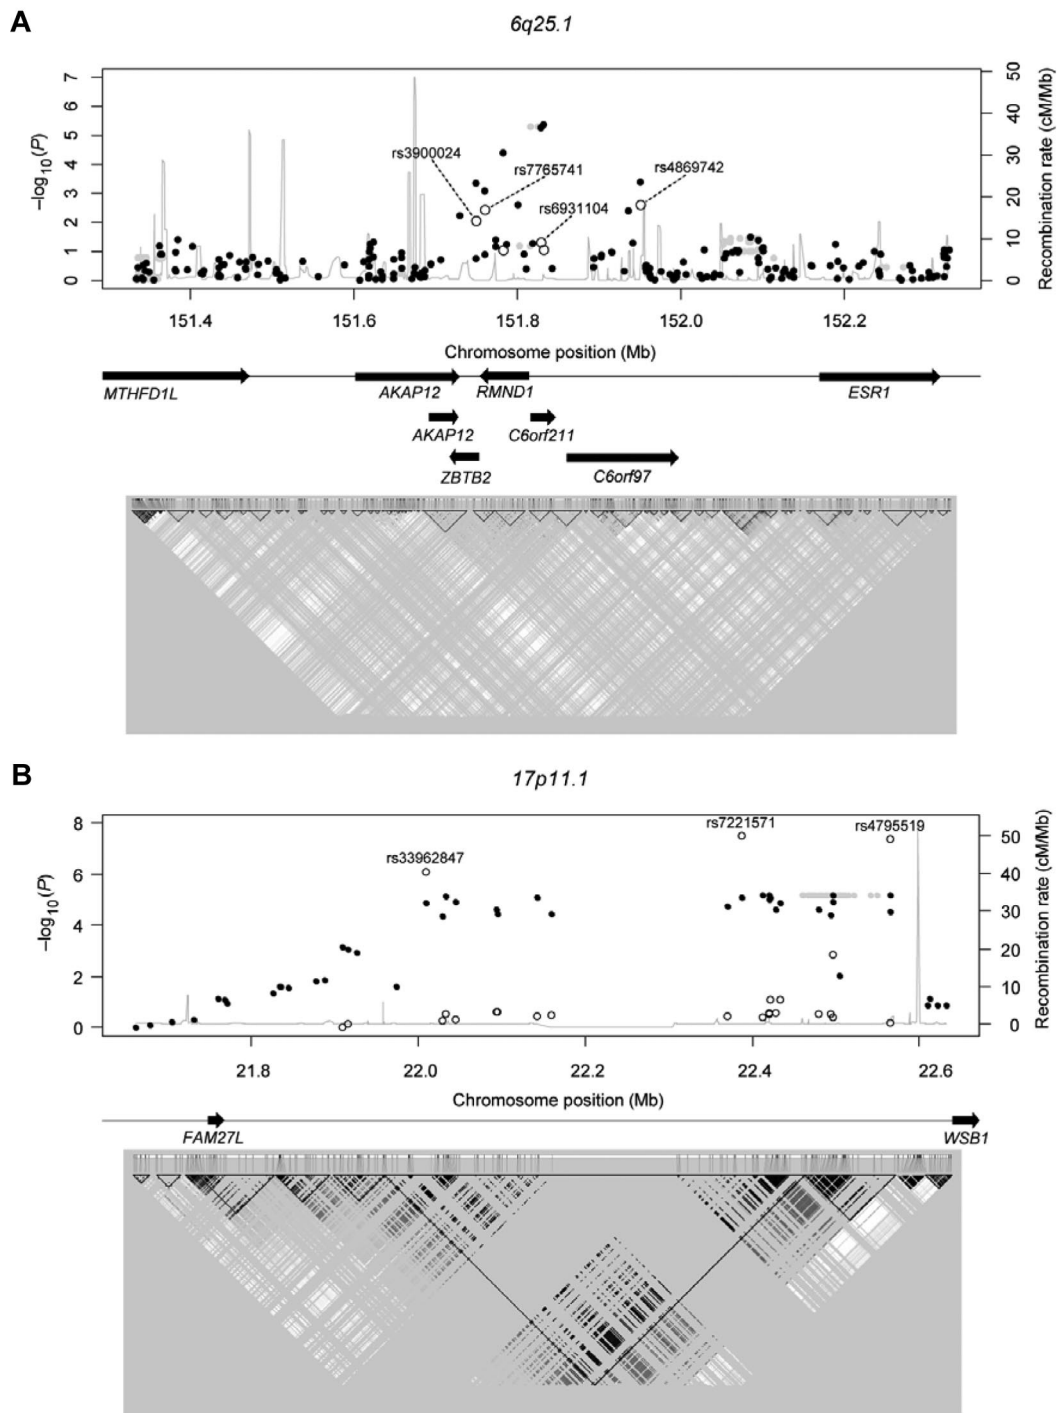 A
6q25.1
7
6
5
4
3
2
1
0
–log10(P)
50
40
30
20
10
0
Recombination rate (cM/Mb)
rs3900024
rs7765741
rs4869742
rs6931104
151.4 151.6 151.8 152.0 152.2
Chromosome position (Mb)
MTHFD1L AKAP12 RMND1 ESR1
AKAP12 C6orf211
ZBTB2 C6orf97
B
17p11.1
8
6
4
2
0
–log10(P)
50
40
30
20
10
0
Recombination rate (cM/Mb)
rs7221571
rs4795519
rs33962847
21.8 22.0 22.2 22.4 22.6
Chromosome position (Mb)
FAM27L WSB1